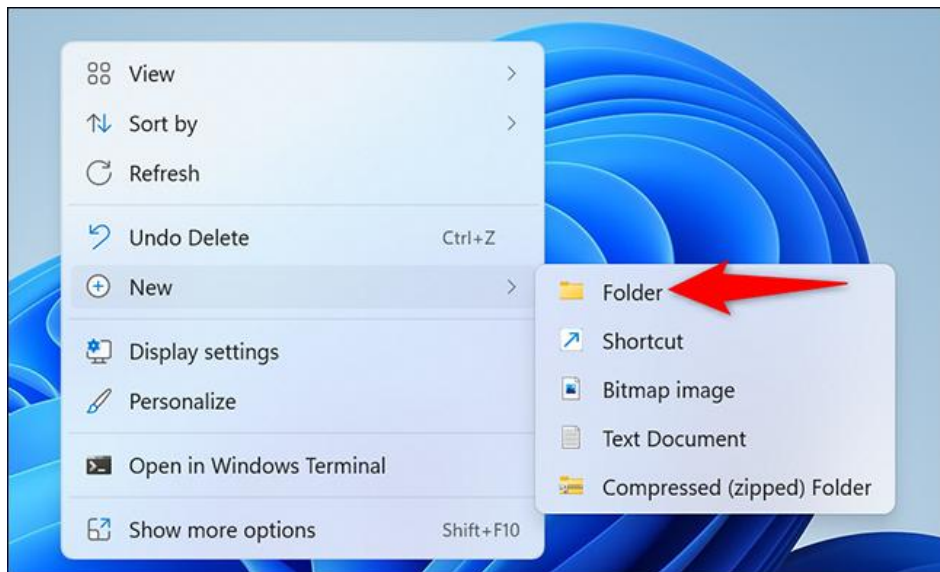 View
Sort by
Refresh
Undo Delete Ctrl+Z
New
Display settings
Personalize
Open in Windows Terminal
Show more options Shift+F10
Folder
Shortcut
Bitmap image
Text Document
Compressed (zipped) Folder